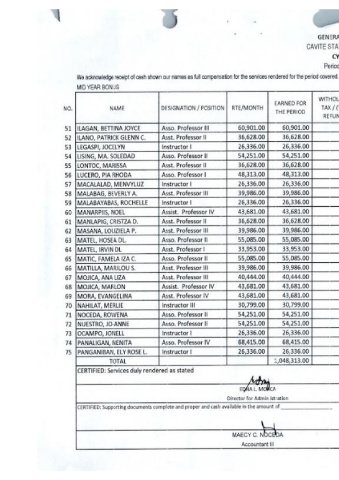 GENERA
CAVITE STA
CY
Period
We acknowledge receipt of cash shown our names as full compensation for the services rendered for the period covered.
MID YEAR BONUS
NO. NAME DESIGNATION / POSITION RTE/MONTH EARNED FOR THE PERIOD WITHOL TAX / ( REFUN
51 ILAGAN, BETTINA JOYCE Asso. Professor III 60,901.00 60,901.00
52 ILANO, PATRICK GLENN C. Asst. Professor II 36,628.00 36,628.00
53 LEGASPI, JOCELYN Instructor I 26,336.00 26,336.00
54 LISING, MA. SOLEDAD Asso. Professor II 54,251.00 54,251.00
55 LONTOC, MARISSA Asst. Professor II 36,628.00 36,628.00
56 LUCERO, PIA RHODA Asso. Professor I 48,313.00 48,313.00
57 MACALALAD, MENVYLUZ Instructor I 26,336.00 26,336.00
58 MALABAG, BEVERLY A. Asst. Professor III 39,986.00 39,986.00
59 MALABAYABAS, ROCHELLE Instructor I 26,336.00 26,336.00
60 MANARPIIS, NOEL Assist. Professor IV 43,681.00 43,681.00
61 MANLAPIG, CRISTZA D. Asst. Professor II 36,628.00 36,628.00
62 MASANA, LOUZIELA P. Asst. Professor III 39,986.00 39,986.00
63 MATEL, HOSEA DL. Asso. Professor II 55,085.00 55,085.00
64 MATEL, IRVIN DL. Asst. Professor I 33,953.00 33,953.00
65 MATIC, FAMELA IZA C. Asso. Professor II 55,085.00 55,085.00
66 MATILLA, MARILOU S. Asst. Professor III 39,986.00 39,986.00
67 MOJICA, ANA LIZA Asst. Professor III 40,444.00 40,444.00
68 MOJICA, MARLON Assist. Professor IV 43,681.00 43,681.00
69 MORA, EVANGELINA Asst. Professor IV 43,681.00 43,681.00
70 NAHILAT, MERLIE Instructor III 30,799.00 30,799.00
71 NOCEDA, ROWENA Asso. Professor II 54,251.00 54,251.00
72 NUESTRO, JO-ANNE Asso. Professor II 54,251.00 54,251.00
73 OCAMPO, JONELL Instructor I 26,336.00 26,336.00
74 PANALIGAN, NENITA Asso. Professor IV 68,415.00 68,415.00
75 PANGANIBAN, ELY ROSE L. Instructor I 26,336.00 26,336.00
TOTAL 1,048,313.00
CERTIFIED: Services duly rendered as stated
EDNA L. MOJICA
Director for Administration
CERTIFIED: Supporting documents complete and proper and cash available in the amount of
MAECY C. NOCEDA
Accountant III